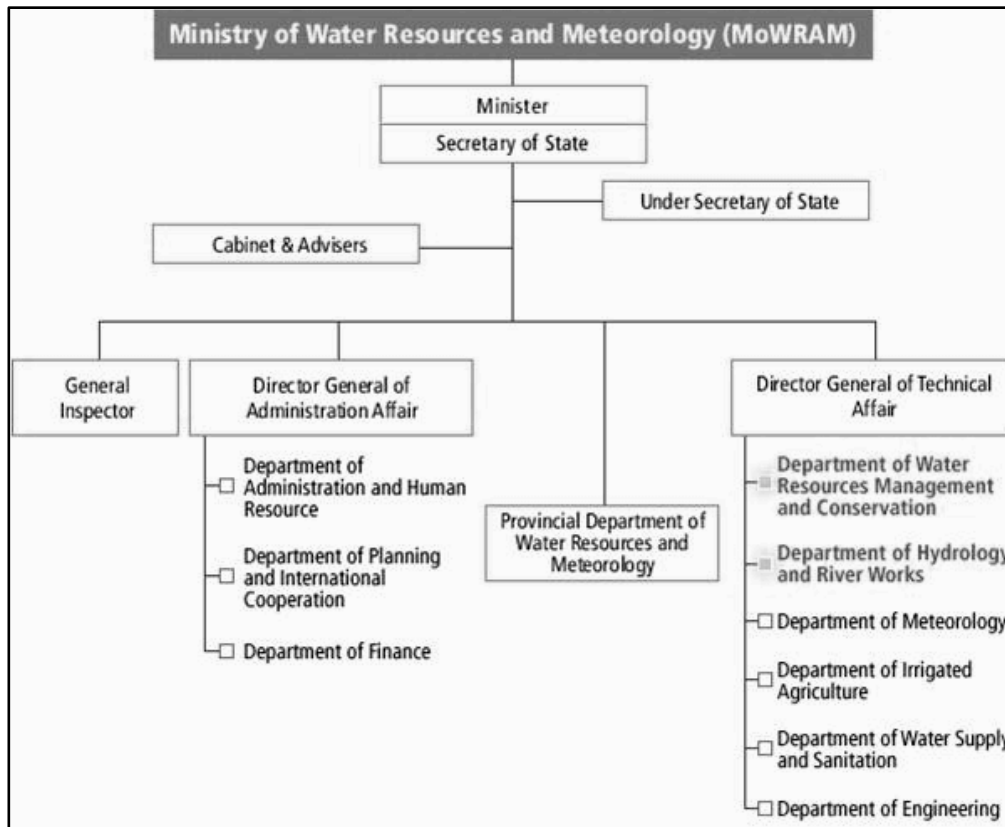 Ministry of Water Resources and Meteorology (MoWRAM)
Minister
Secretary of State
Under Secretary of State
Cabinet & Advisers
General
Inspector
Director General of
Administration Affair
Department of
Administration and Human
Resource
Department of Planning
and International
Cooperation
Department of Finance
Provincial Department of
Water Resources and
Meteorology
Director General of Technical
Affair
Department of Water
Resources Management
and Conservation
Department of Hydrology
and River Works
Department of Meteorology
Department of Irrigated
Agriculture
Department of Water Supply
and Sanitation
Department of Engineering